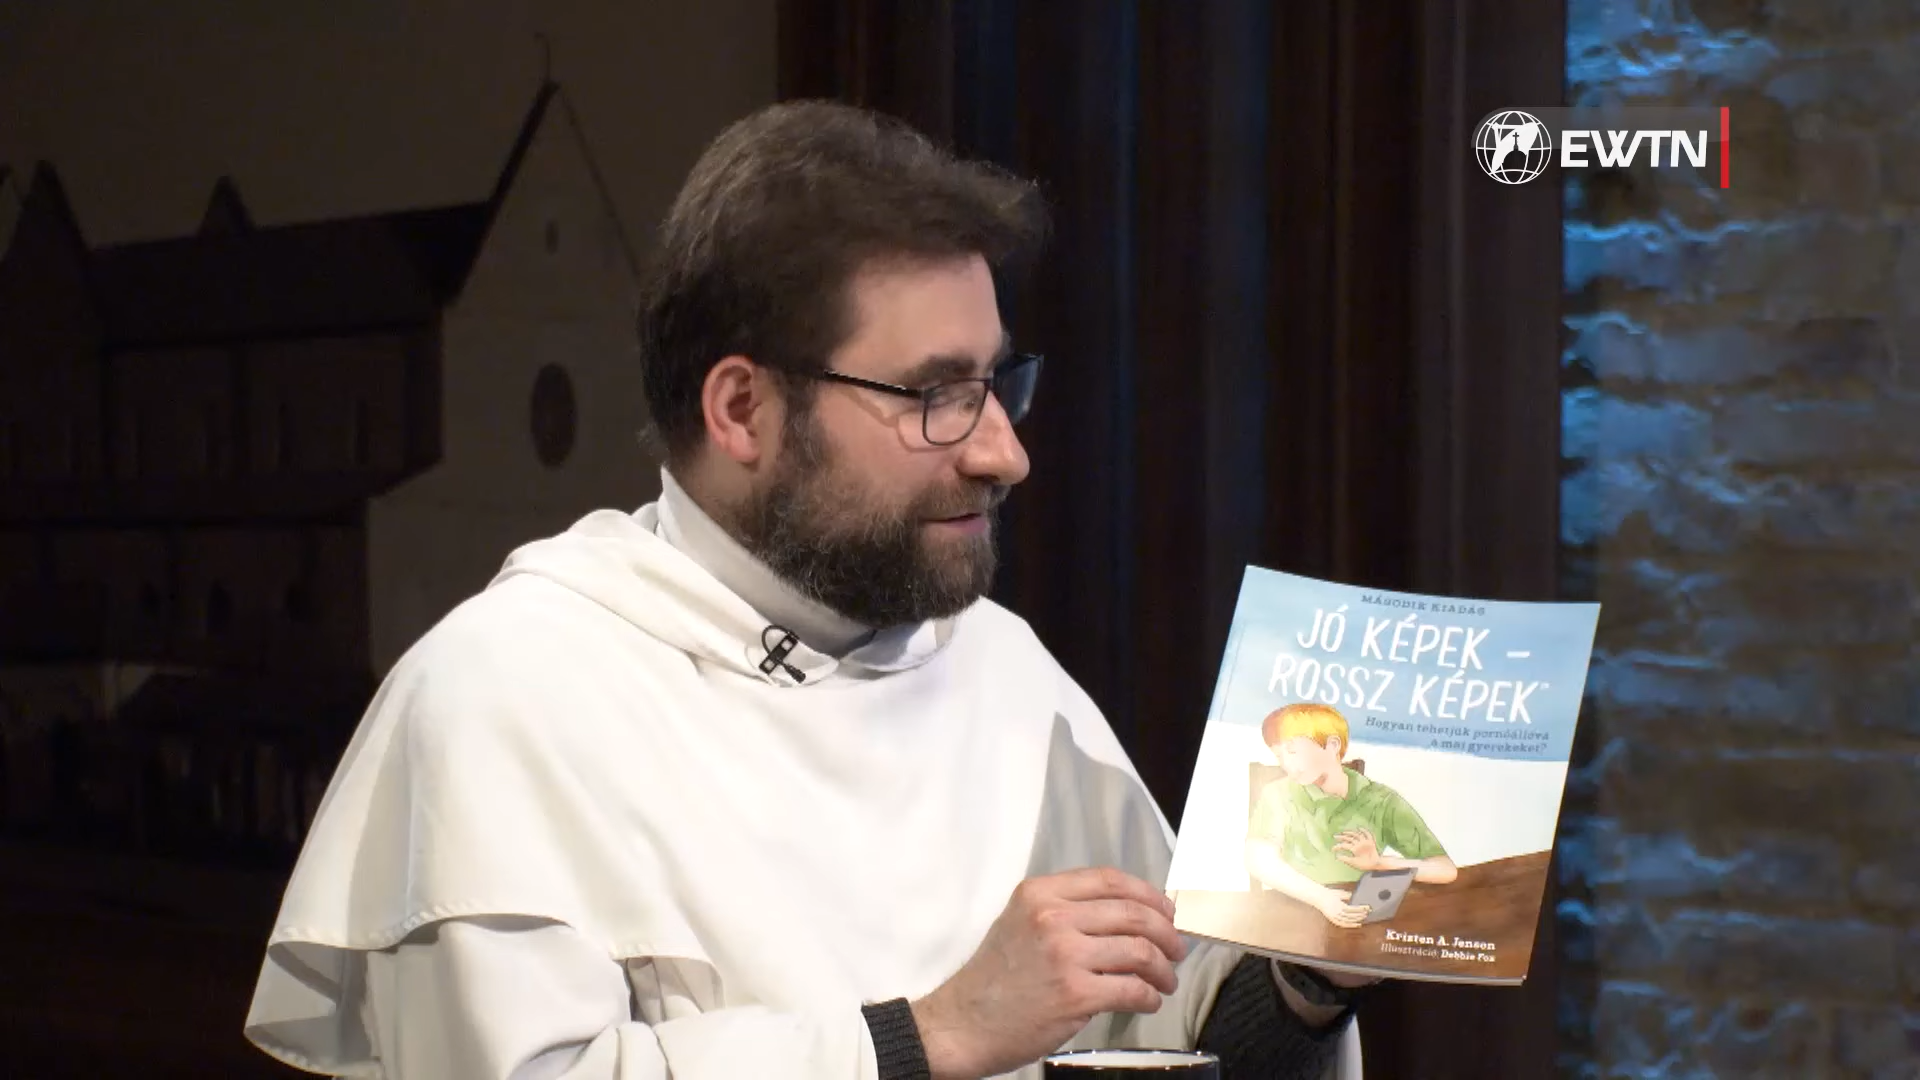 EWTN
MÁSODIK KIADÁS
JÓ KÉPEK –
ROSSZ KÉPEK™
Hogyan tehetjük pornóállóvá
a mai gyerekeket?
Kristen A. Jenson
Illusztráció: Debbie Fox